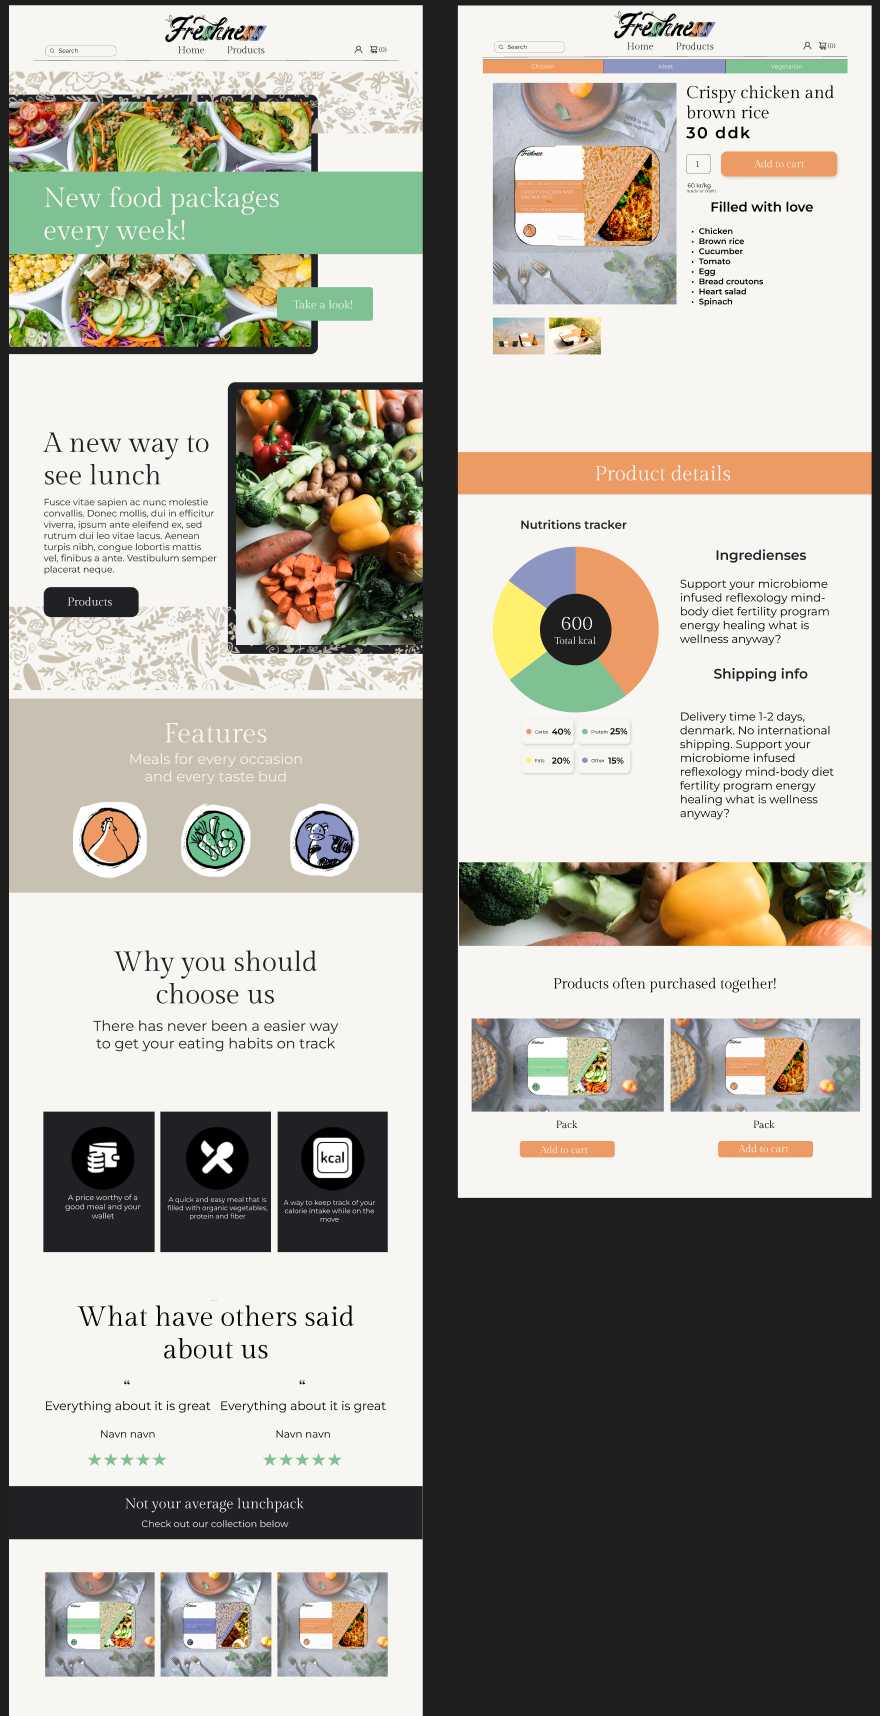 Freshness
Search
Home Products
(0)
New food packages
every week!
Take a look!
A new way to
see lunch
Fusce vitae sapien ac nunc molestie
convallis. Donec mollis, dui in efficitur
viverra, ipsum ante eleifend ex, sed
rutrum dui leo vitae lacus. Aenean
turpis nibh, congue lobortis mattis
vel, finibus a ante. Vestibulum semper
placerat neque.
Products
Features
Meals for every occasion
and every taste bud
Why you should
choose us
There has never been a easier way
to get your eating habits on track
kcal
A price worthy of a
good meal and your
wallet
A quick and easy meal that is
filled with organic vegetables,
protein and fiber
A way to keep track of your
calorie intake while on the
move
What have others said
about us
“ “
Everything about it is great Everything about it is great
Navn navn Navn navn
Not your average lunchpack
Check out our collection below
Freshness
Search
Home Products
(0)
Chicken Meat Vegetarian
Freshness
CRISPY CHICKEN AND
BROWN RICE
Crispy chicken and
brown rice
30 ddk
1
Add to cart
60 kr/kg
Filled with love
• Chicken
• Brown rice
• Cucumber
• Tomato
• Egg
• Bread croutons
• Heart salad
• Spinach
Product details
Nutritions tracker
600
Total kcal
Carbs 40% Protein 25%
Fats 20% Other 15%
Ingredienses
Support your microbiome
infused reflexology mind-
body diet fertility program
energy healing what is
wellness anyway?
Shipping info
Delivery time 1-2 days,
denmark. No international
shipping. Support your
microbiome infused
reflexology mind-body diet
fertility program energy
healing what is wellness
anyway?
Products often purchased together!
Freshness
Freshness
Pack Pack
Add to cart Add to cart